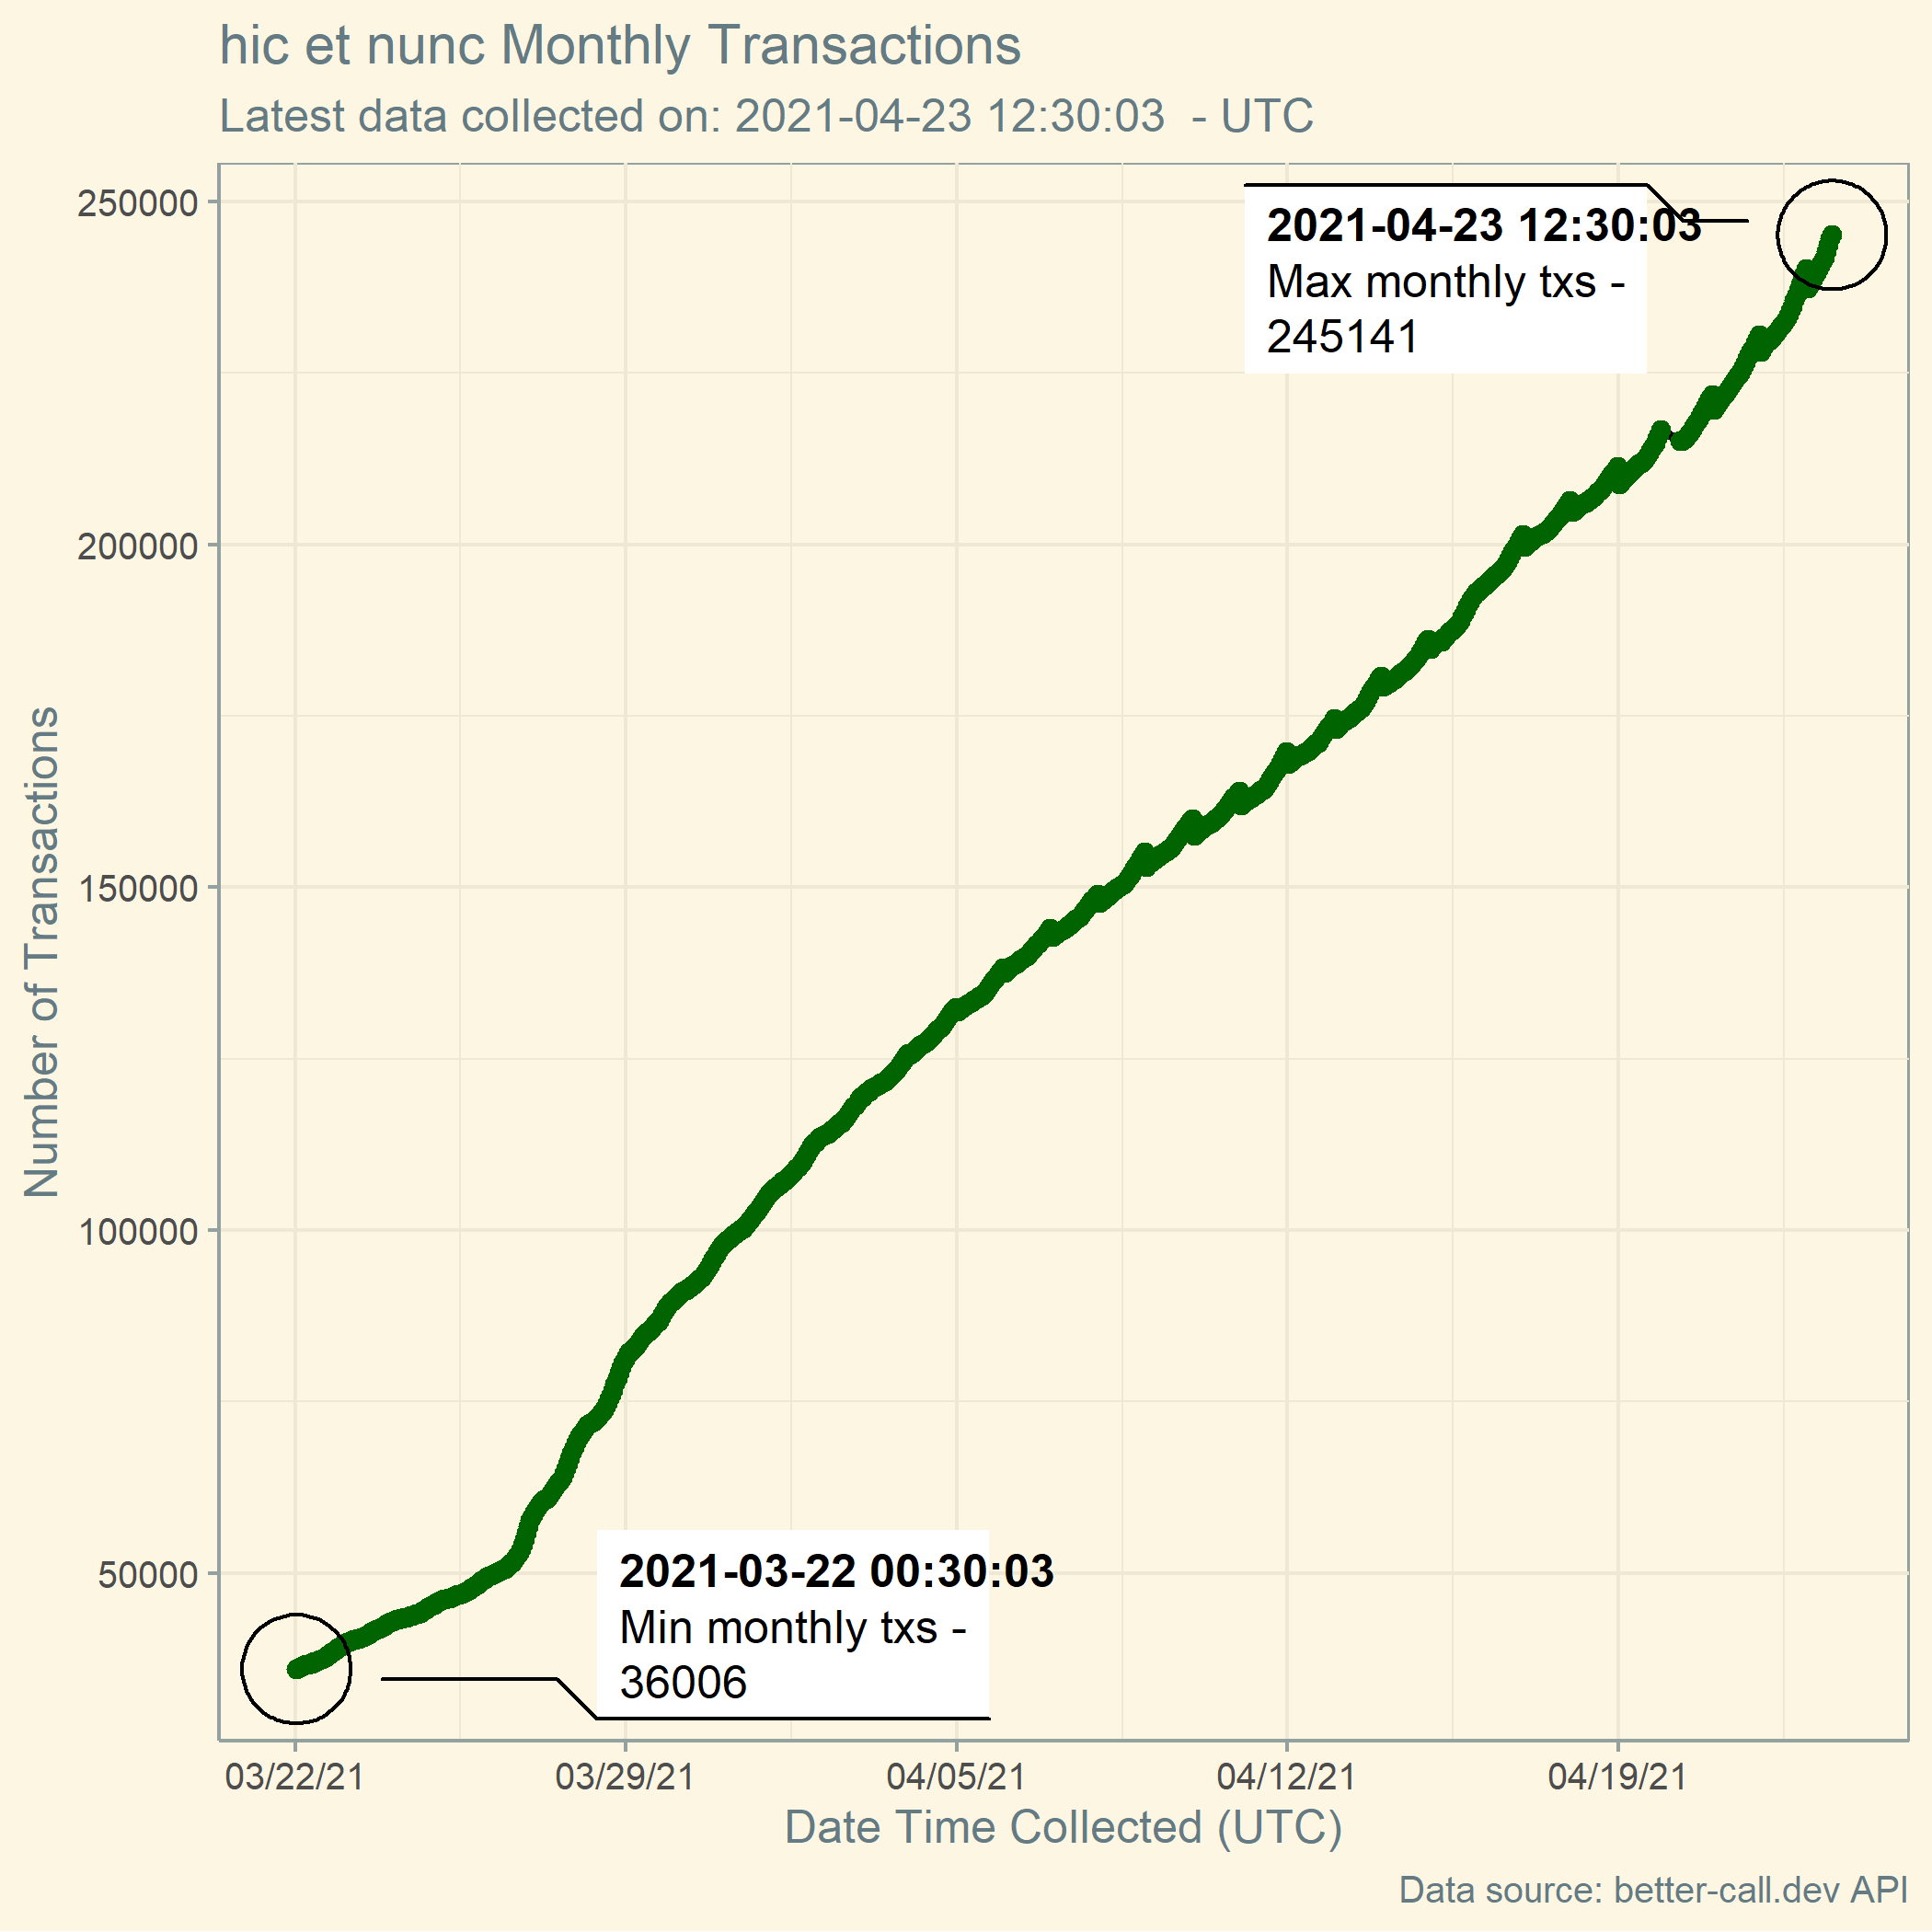 hic et nunc Monthly Transactions
Latest data collected on: 2021-04-23 12:30:03  - UTC
250000
200000
150000
100000
50000
Number of Transactions
2021-04-23 12:30:03
Max monthly txs -
245141
2021-03-22 00:30:03
Min monthly txs -
36006
03/22/21
03/29/21
04/05/21
04/12/21
04/19/21
Date Time Collected (UTC)
Data source: better-call.dev API